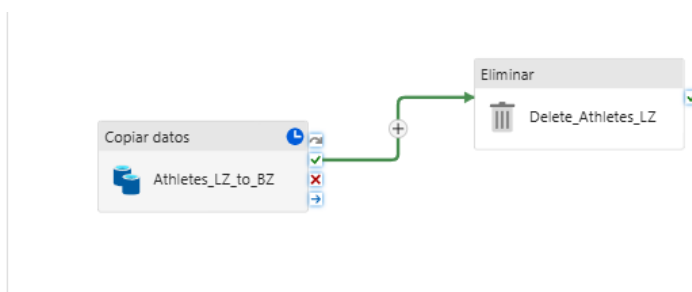 Eliminar
Delete_Athletes_LZ
Copiar datos
Athletes_LZ_to_BZ